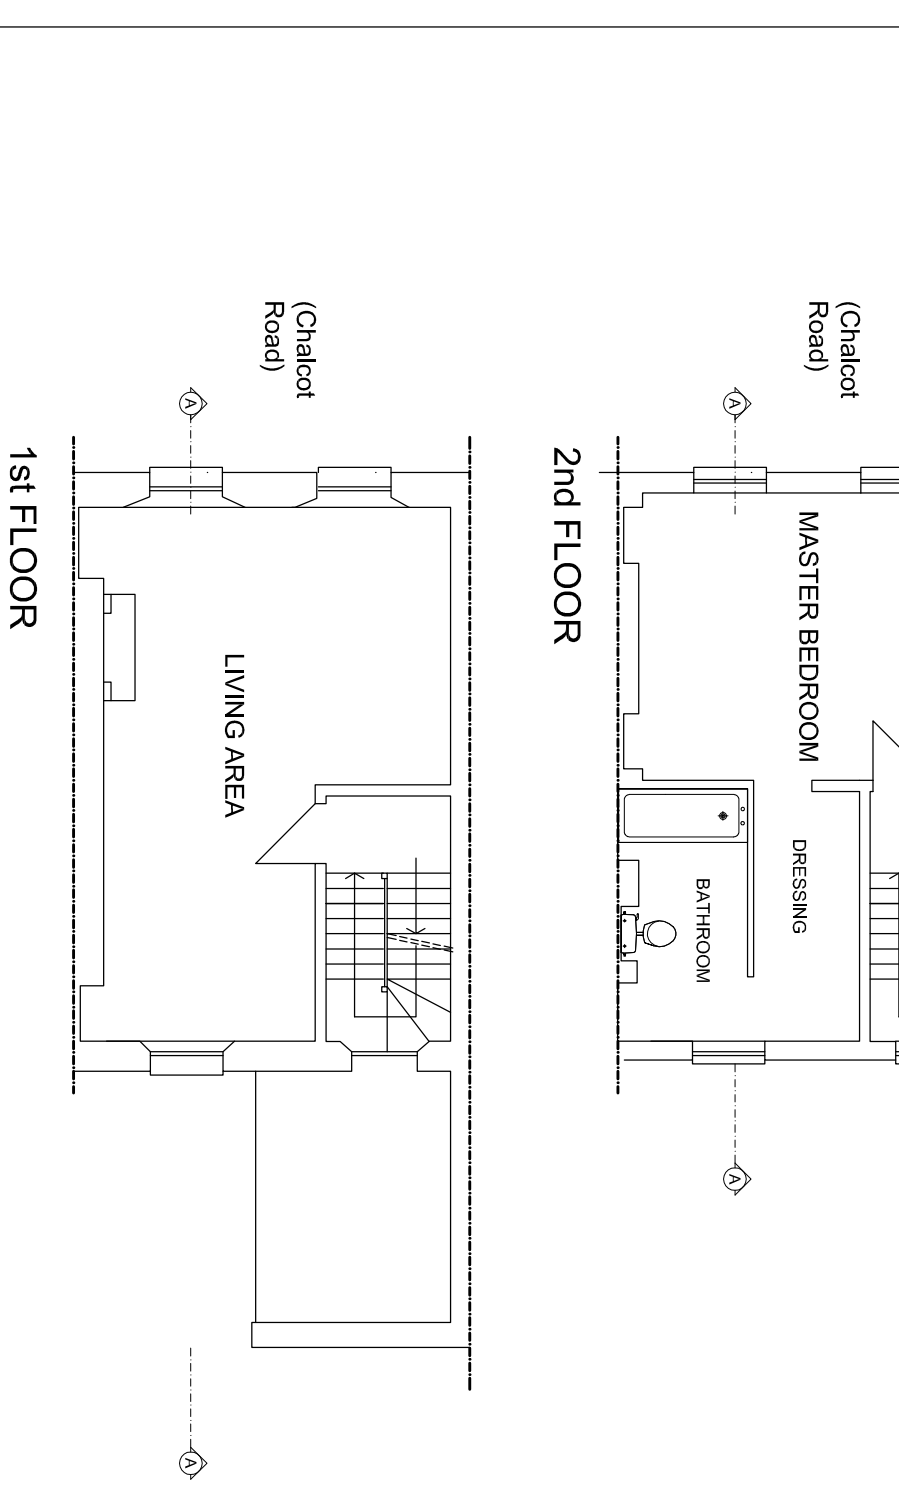 (Chalcot
Road)
A
2nd FLOOR
MASTER BEDROOM
DRESSING
BATHROOM
A
(Chalcot
Road)
A
1st FLOOR
LIVING AREA
A